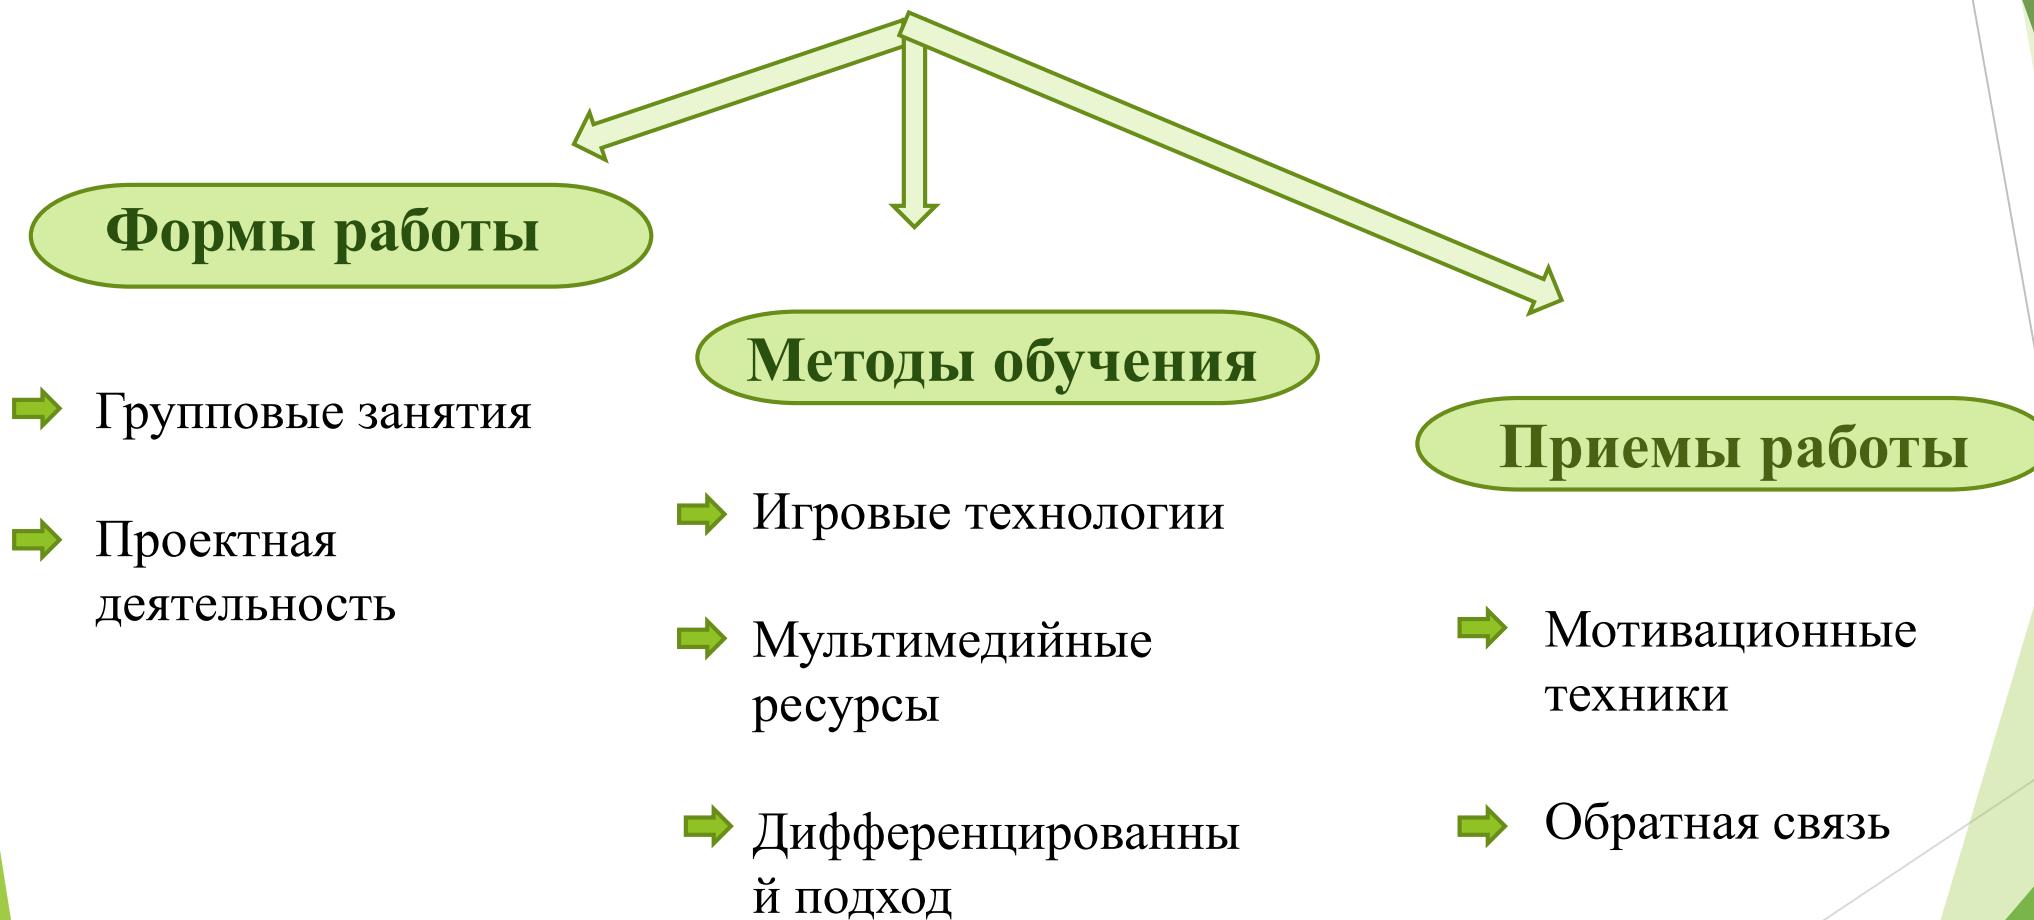 Формы работы
Групповые занятия
Проектная
деятельность
Методы обучения
Игровые технологии
Мультимедийные
ресурсы
Дифференцированны
й подход
Приемы работы
Мотивационные
техники
Обратная связь